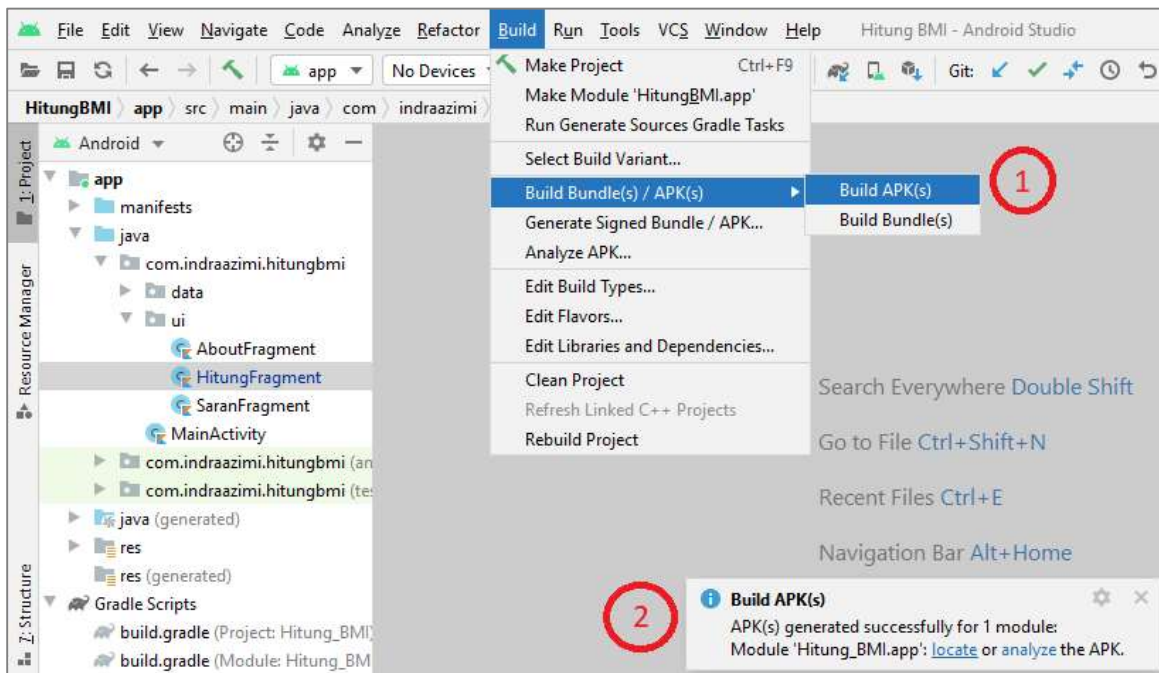 File Edit View Navigate Code Analyze Refactor Build Run Tools VCS Window Help Hitung BMI - Android Studio
app No Devices Git:
HitungBMI app src main java com indraazimi
1: Project
Resource Manager
7: Structure
Android
app
manifests
java
com.indraazimi.hitungbmi
data
ui
AboutFragment
HitungFragment
SaranFragment
MainActivity
com.indraazimi.hitungbmi (an
com.indraazimi.hitungbmi (tes
java (generated)
res
res (generated)
Gradle Scripts
build.gradle (Project: Hitung_BMI)
build.gradle (Module: Hitung_BM
Make Project Ctrl+F9
Make Module 'HitungBMI.app'
Run Generate Sources Gradle Tasks
Select Build Variant...
Build Bundle(s) / APK(s)
Generate Signed Bundle / APK...
Analyze APK...
Edit Build Types...
Edit Flavors...
Edit Libraries and Dependencies...
Clean Project
Refresh Linked C++ Projects
Rebuild Project
Build APK(s)
Build Bundle(s)
1
Search Everywhere Double Shift
Go to File Ctrl+Shift+N
Recent Files Ctrl+E
Navigation Bar Alt+Home
2
Build APK(s)
APK(s) generated successfully for 1 module:
Module 'Hitung_BMI.app': locate or analyze the APK.